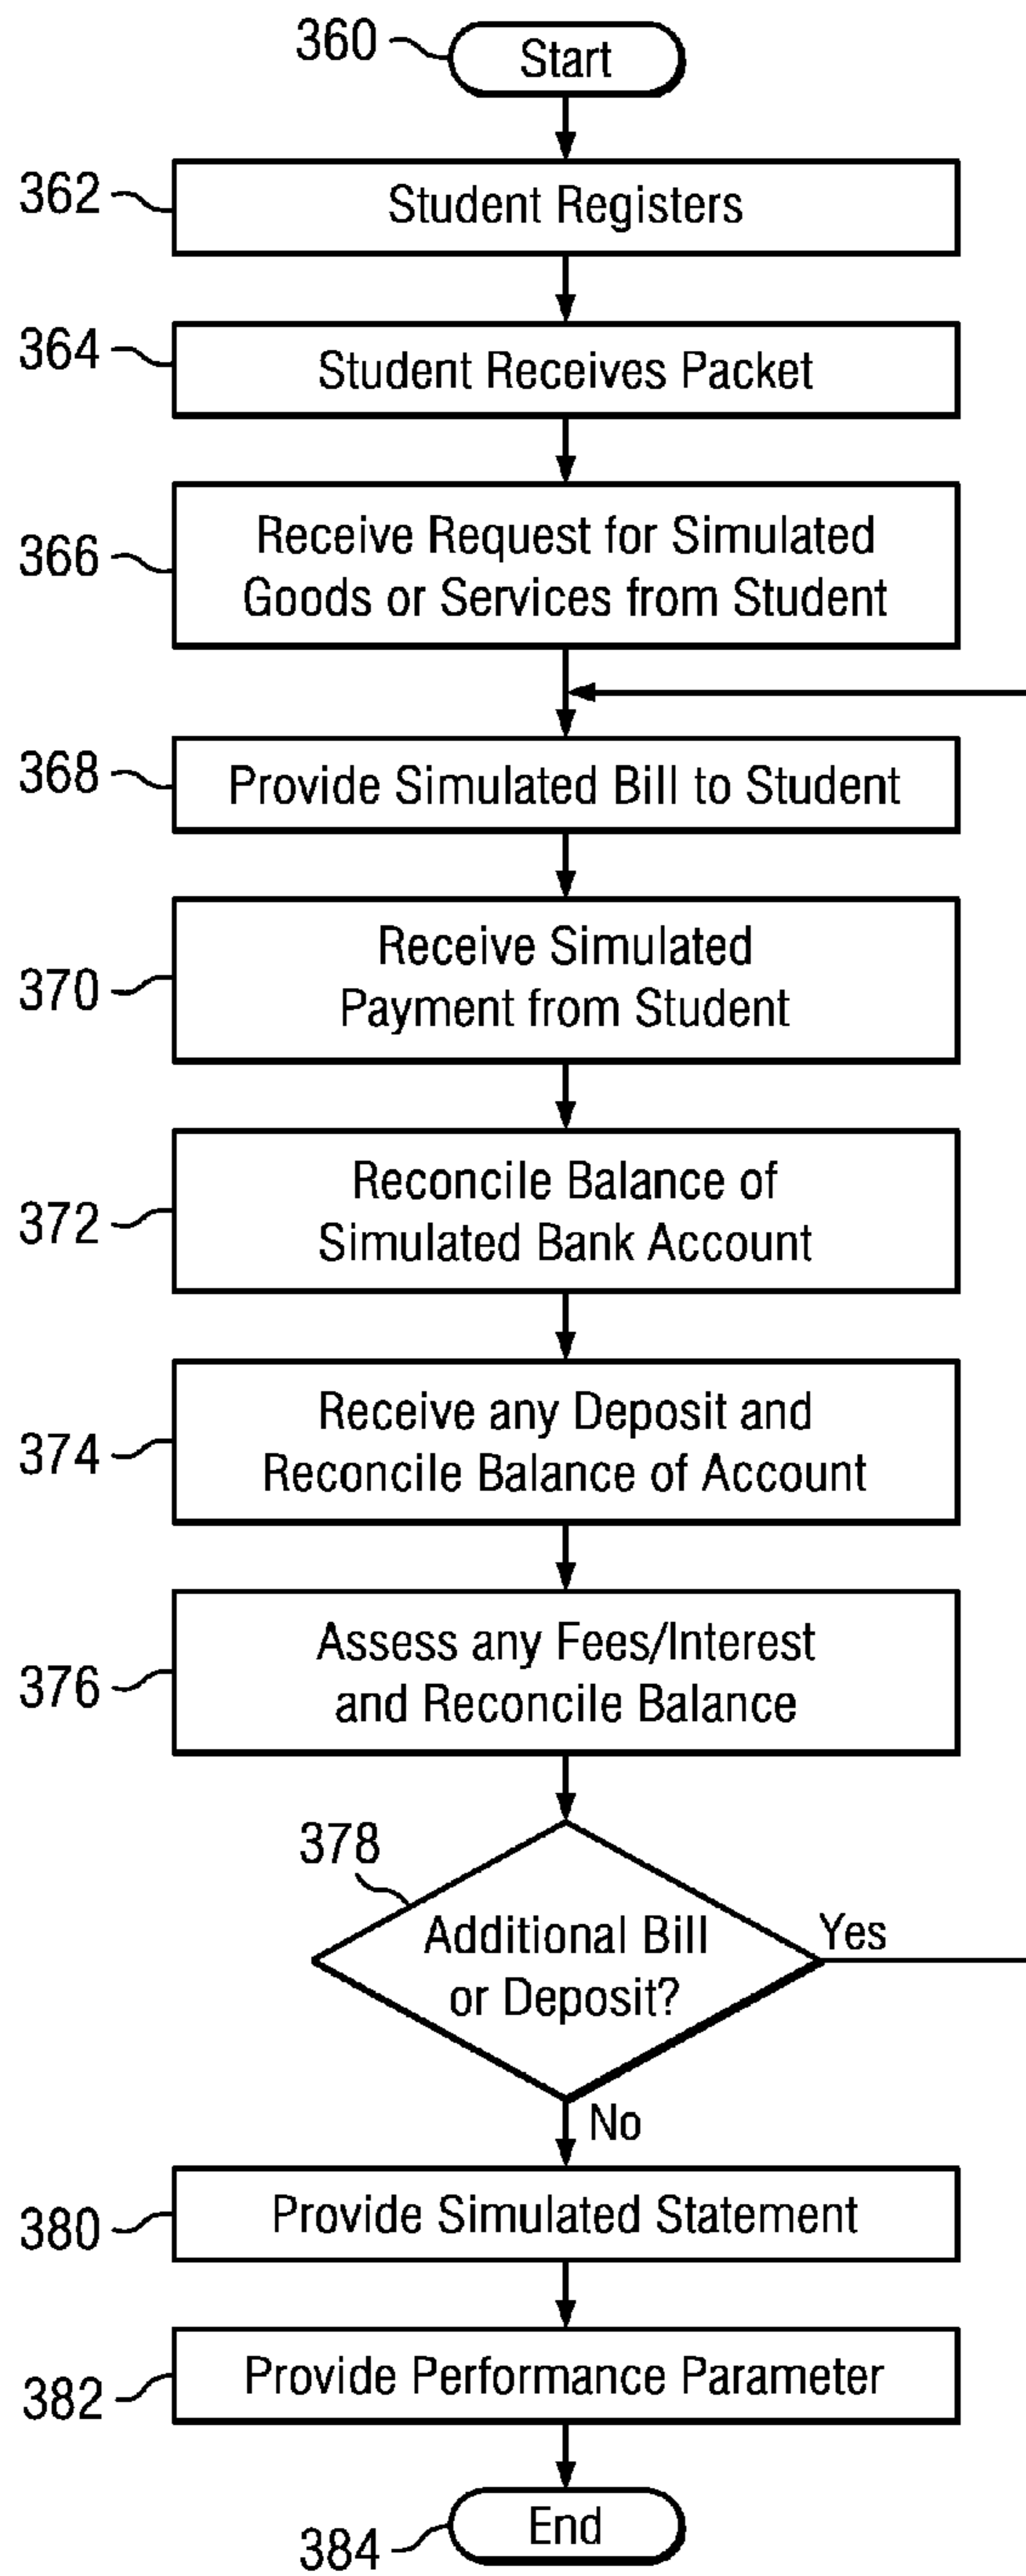 360
Start
362
Student Registers
364
Student Receives Packet
366
Receive Request for Simulated
Goods or Services from Student
368
Provide Simulated Bill to Student
370
Receive Simulated
Payment from Student
372
Reconcile Balance of
Simulated Bank Account
374
Receive any Deposit and
Reconcile Balance of Account
376
Assess any Fees/Interest
and Reconcile Balance
378
Additional Bill
or Deposit?
Yes
No
380
Provide Simulated Statement
382
Provide Performance Parameter
384
End